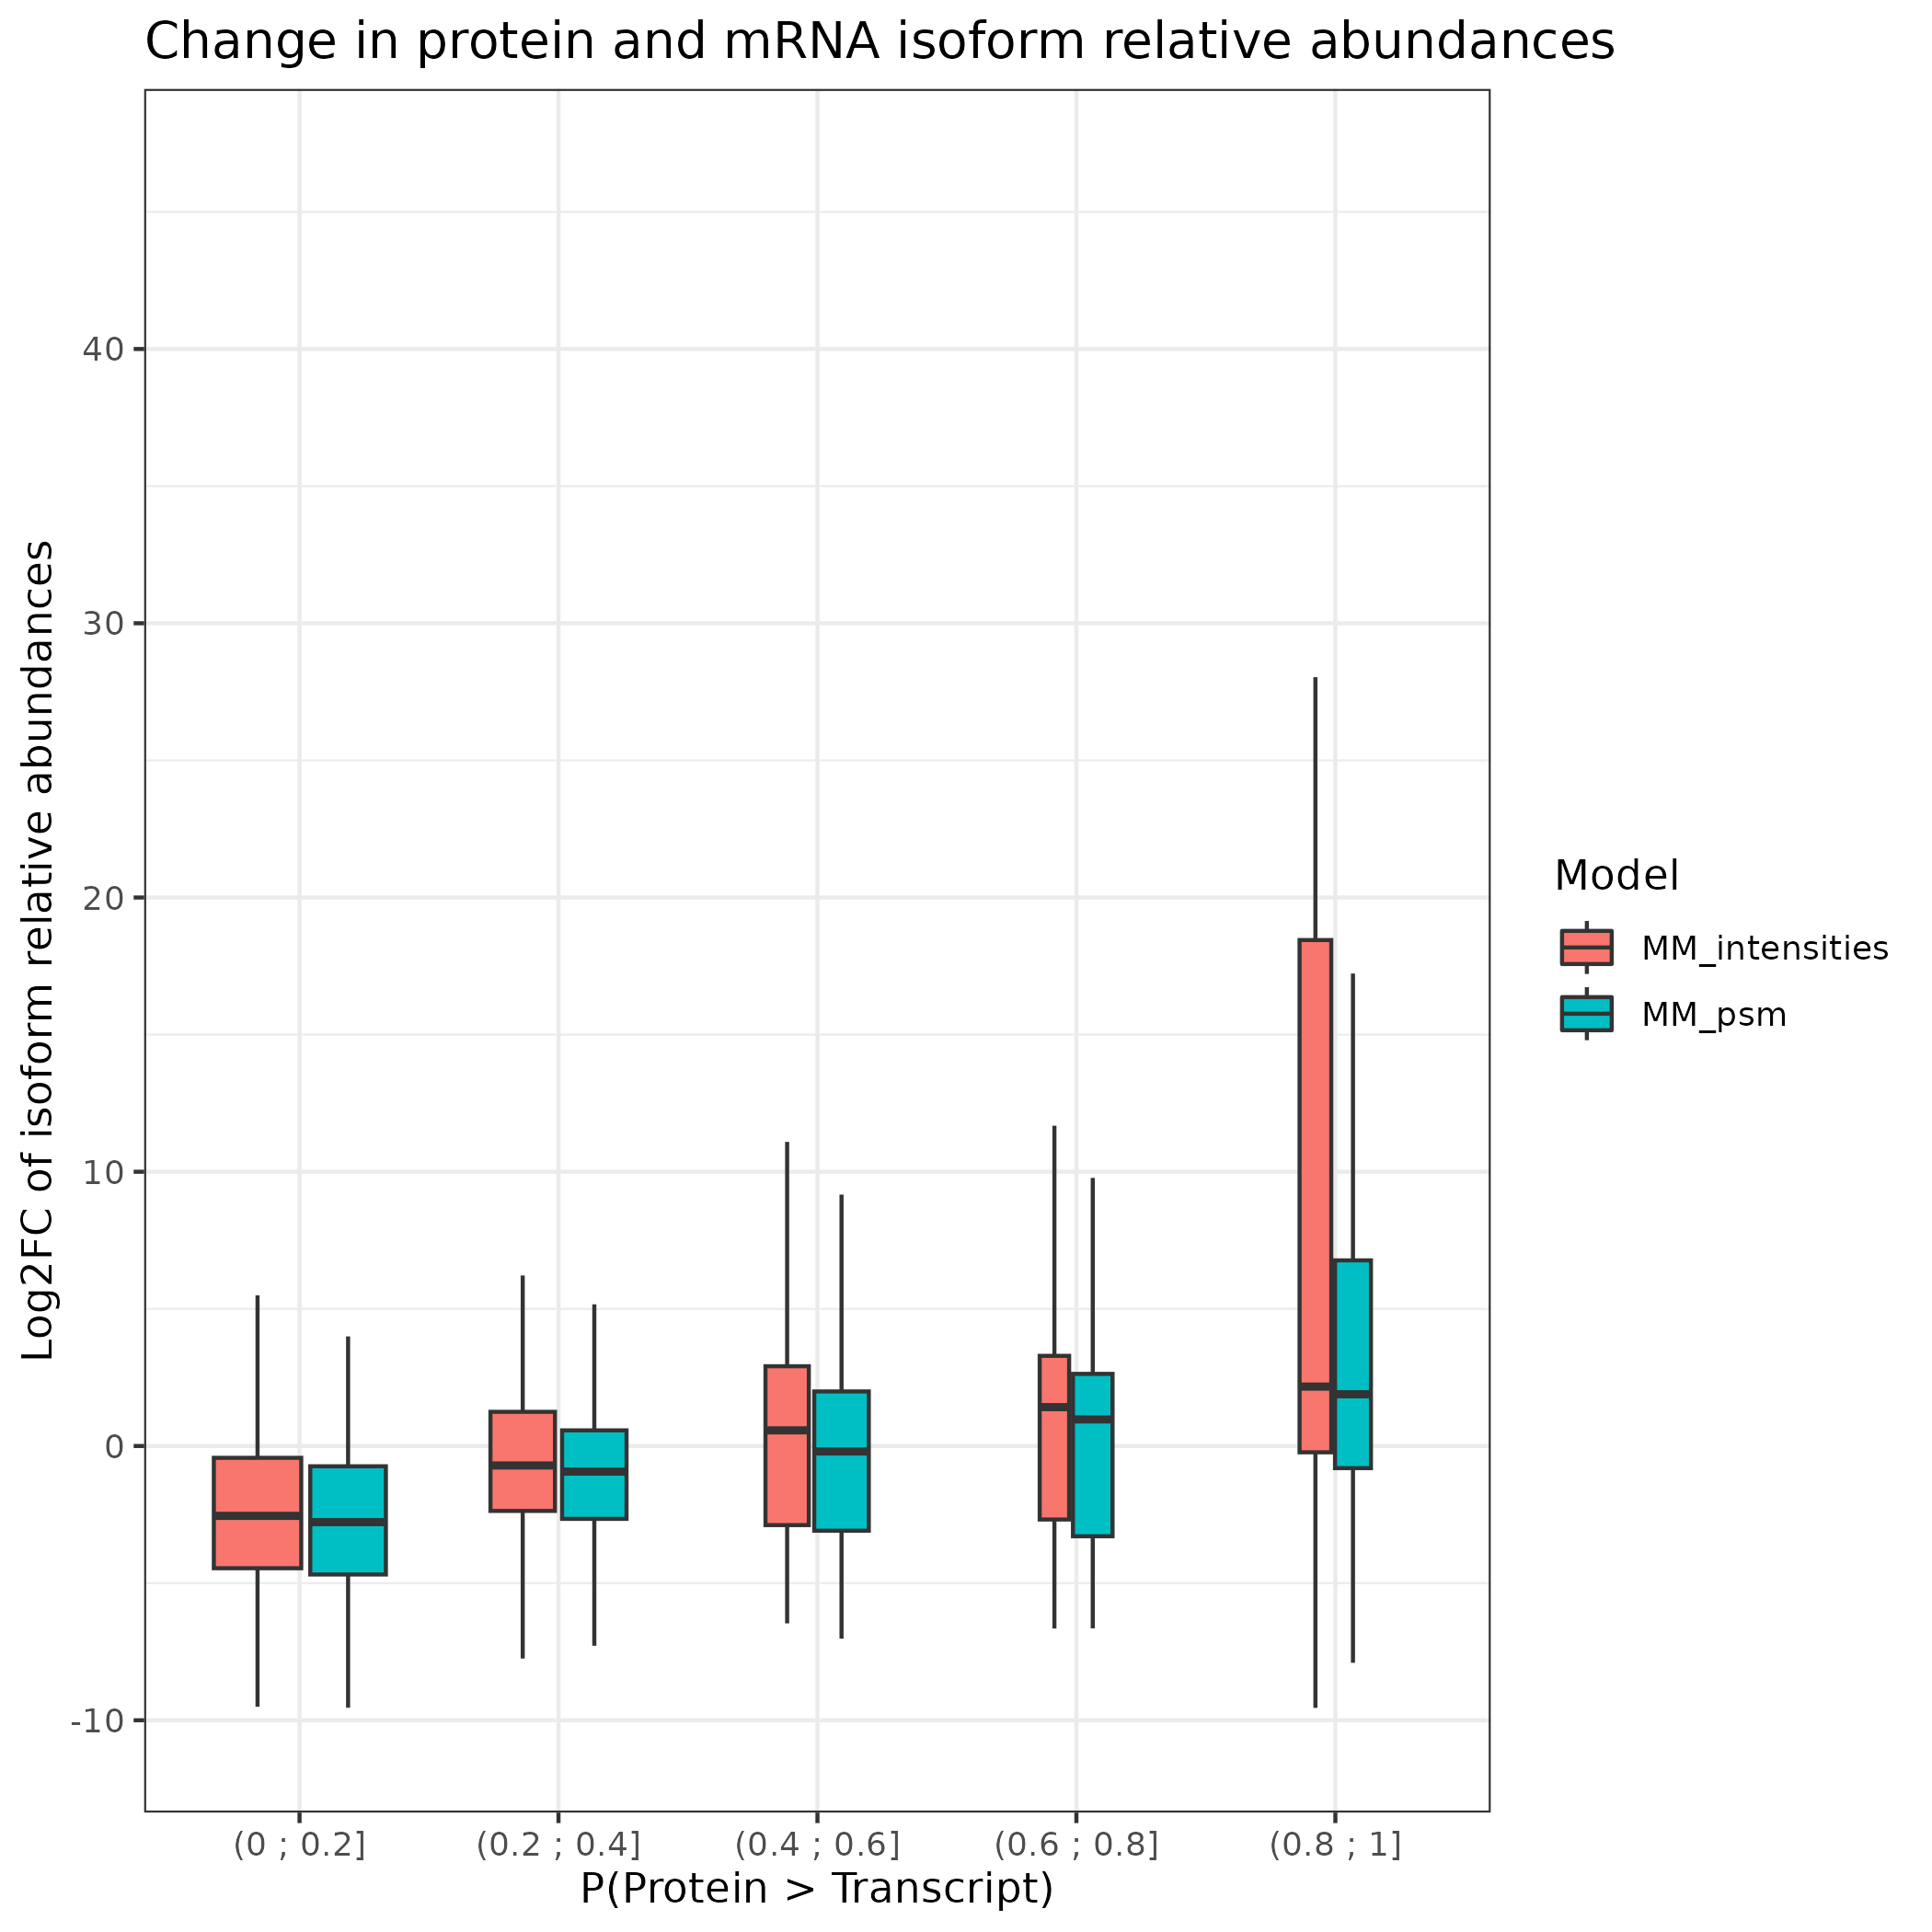 Change in protein and mRNA isoform relative abundances
Log2FC of isoform relative abundances
40
30
20
10
0
-10
(0 ; 0.2]
(0.2 ; 0.4]
(0.4 ; 0.6]
(0.6 ; 0.8]
(0.8 ; 1]
P(Protein > Transcript)
Model
MM_intensities
MM_psm